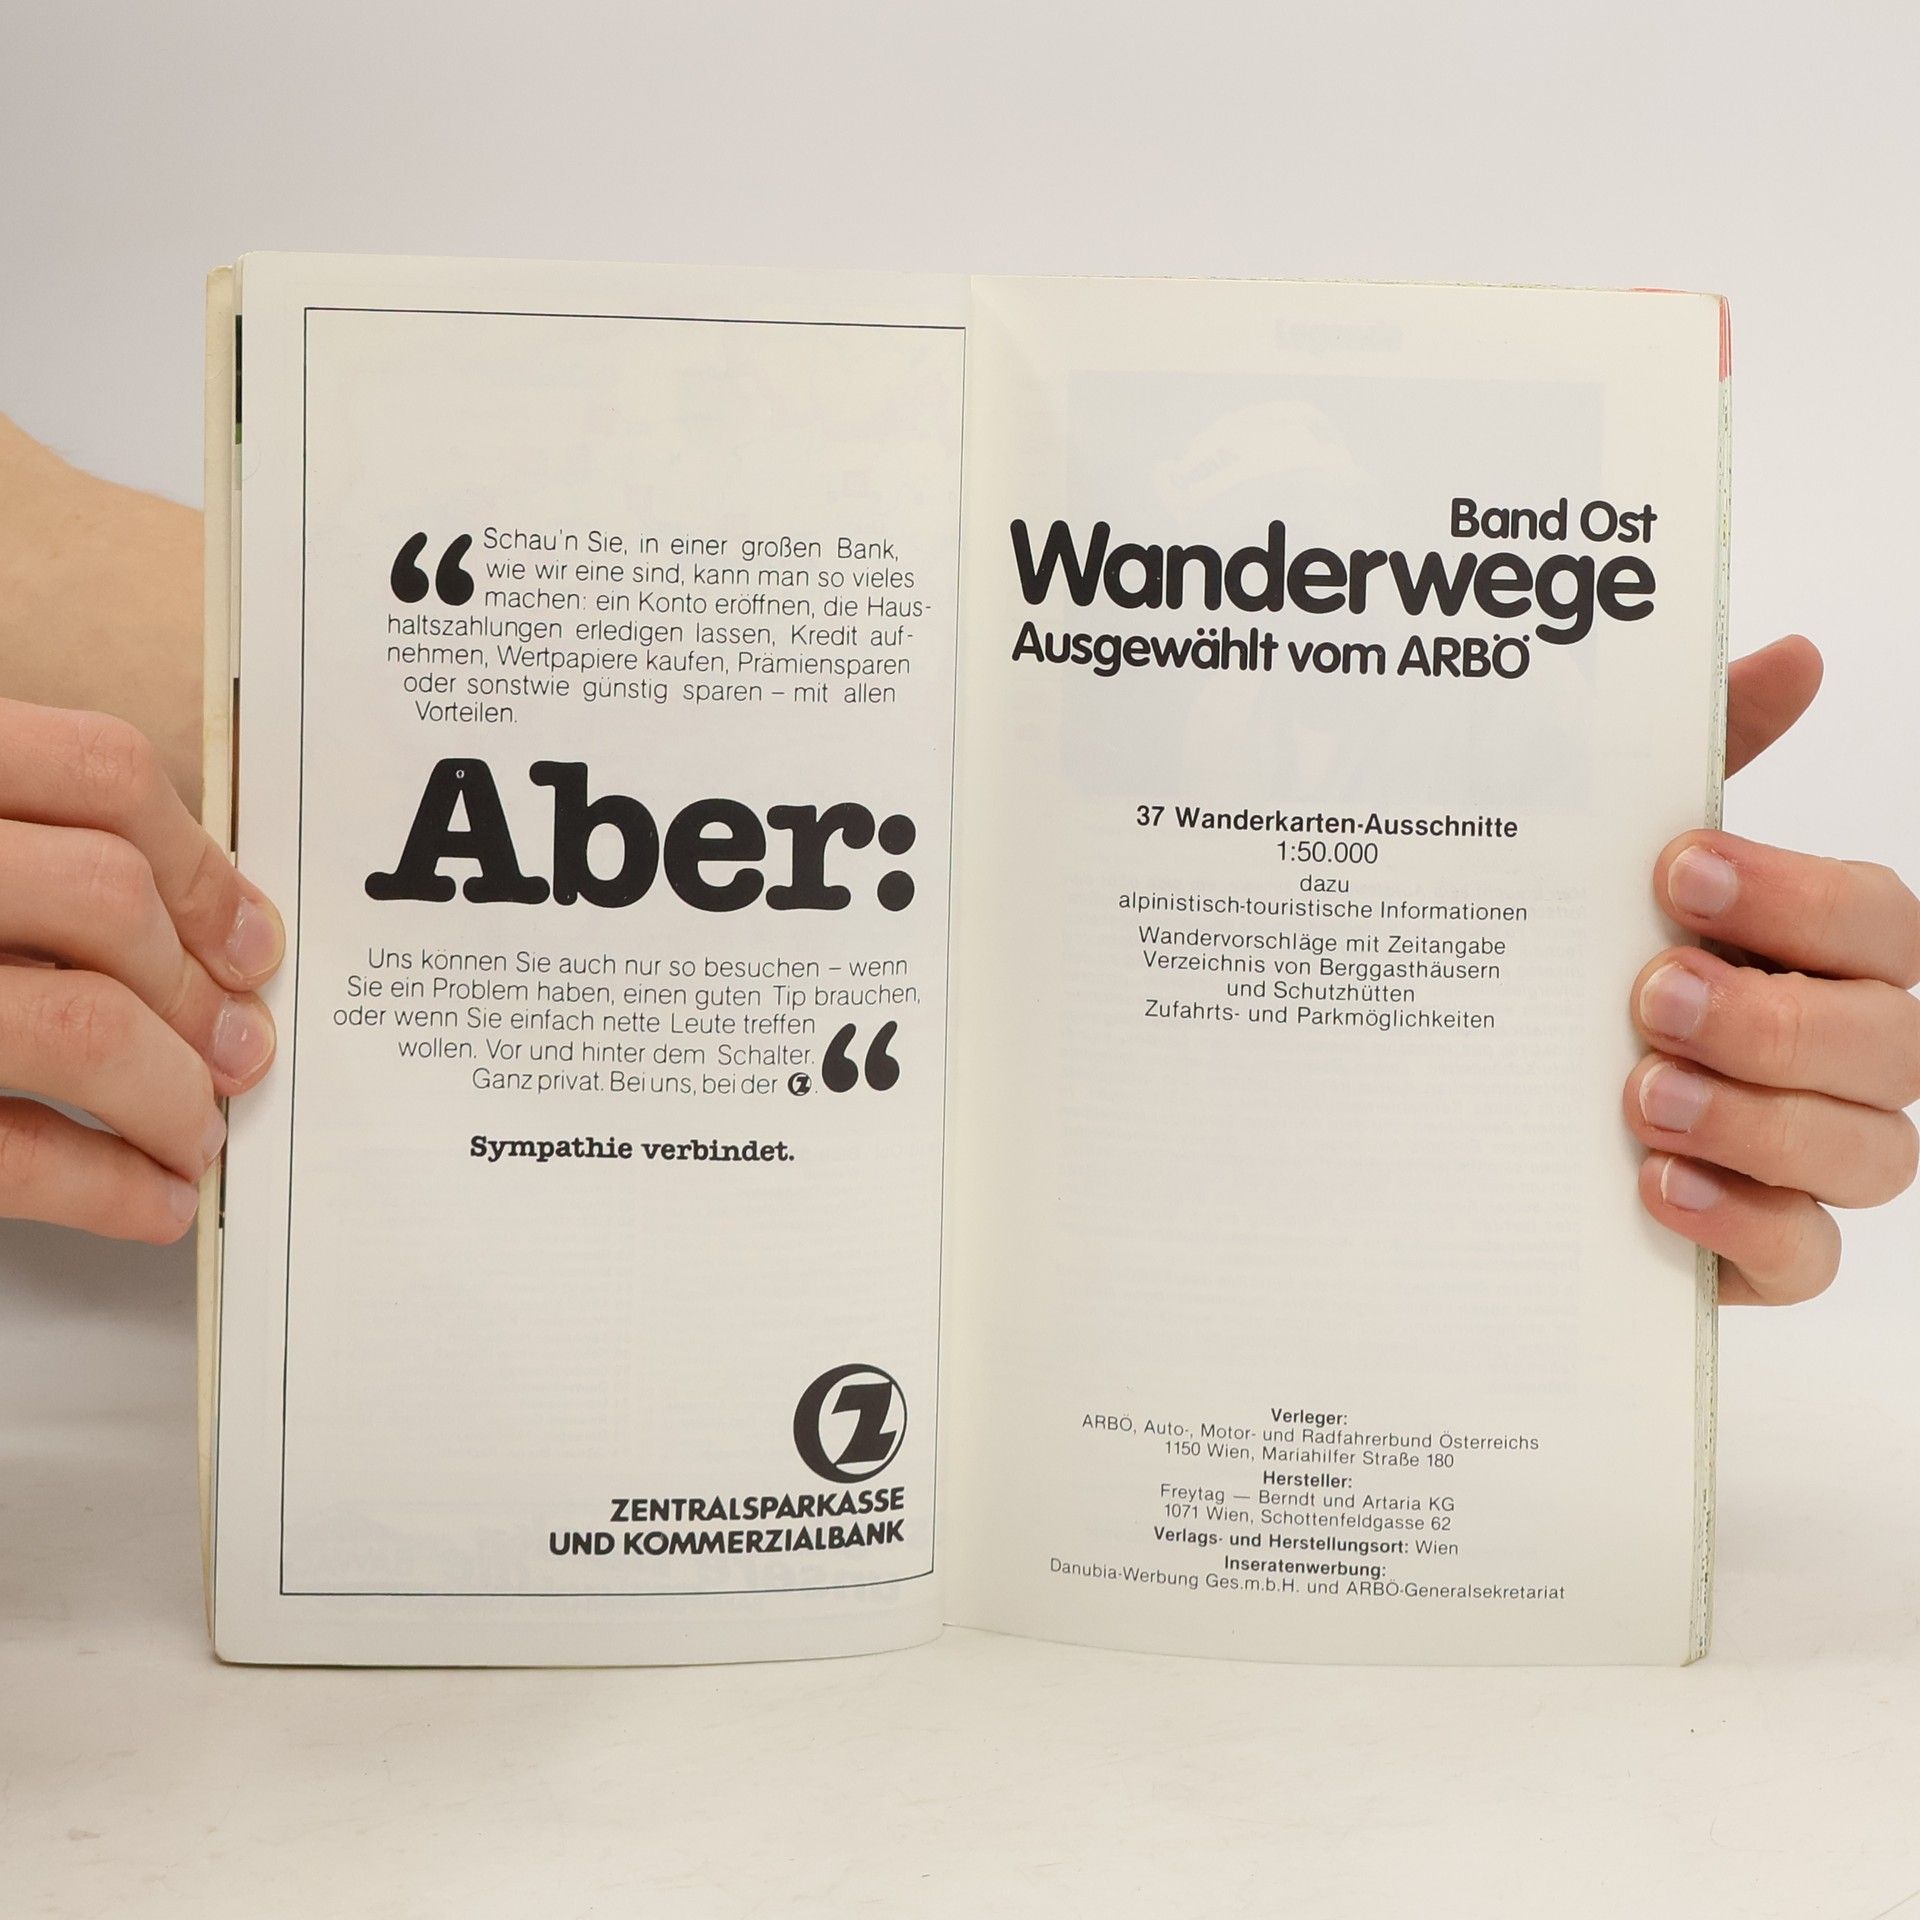 Schau'n Sie, in einer großen Bank,
wie wir eine sind, kann man so vieles
machen: ein Konto eröffnen, die Haus-
haltszahlungen erledigen lassen, Kredit auf-
nehmen, Wertpapiere kaufen, Prämiensparen
oder sonstwie günstig sparen – mit allen
Vorteilen.
Aber:
Uns können Sie auch nur so besuchen – wenn
Sie ein Problem haben, einen guten Tip brauchen,
oder wenn Sie einfach nette Leute treffen
wollen. Vor und hinter dem Schalter.
Ganz privat. Bei uns, bei der Z.
Sympathie verbindet.
Z
ZENTRALSPARKASSE
UND KOMMERZIALBANK
Band Ost
Wanderwege
Ausgewählt vom ARBÖ
37 Wanderkarten-Ausschnitte
1:50.000
dazu
alpinistisch-touristische Informationen
Wandervorschläge mit Zeitangabe
Verzeichnis von Berggasthäusern
und Schutzhütten
Zufahrts- und Parkmöglichkeiten
Verleger:
ARBÖ, Auto-, Motor- und Radfahrerbund Österreichs
1150 Wien, Mariahilfer Straße 180
Hersteller:
Freytag — Berndt und Artaria KG
1071 Wien, Schottenfeldgasse 62
Verlags- und Herstellungsort: Wien
Inseratenwerbung:
Danubia-Werbung Ges.m.b.H. und ARBÖ-Generalsekretariat